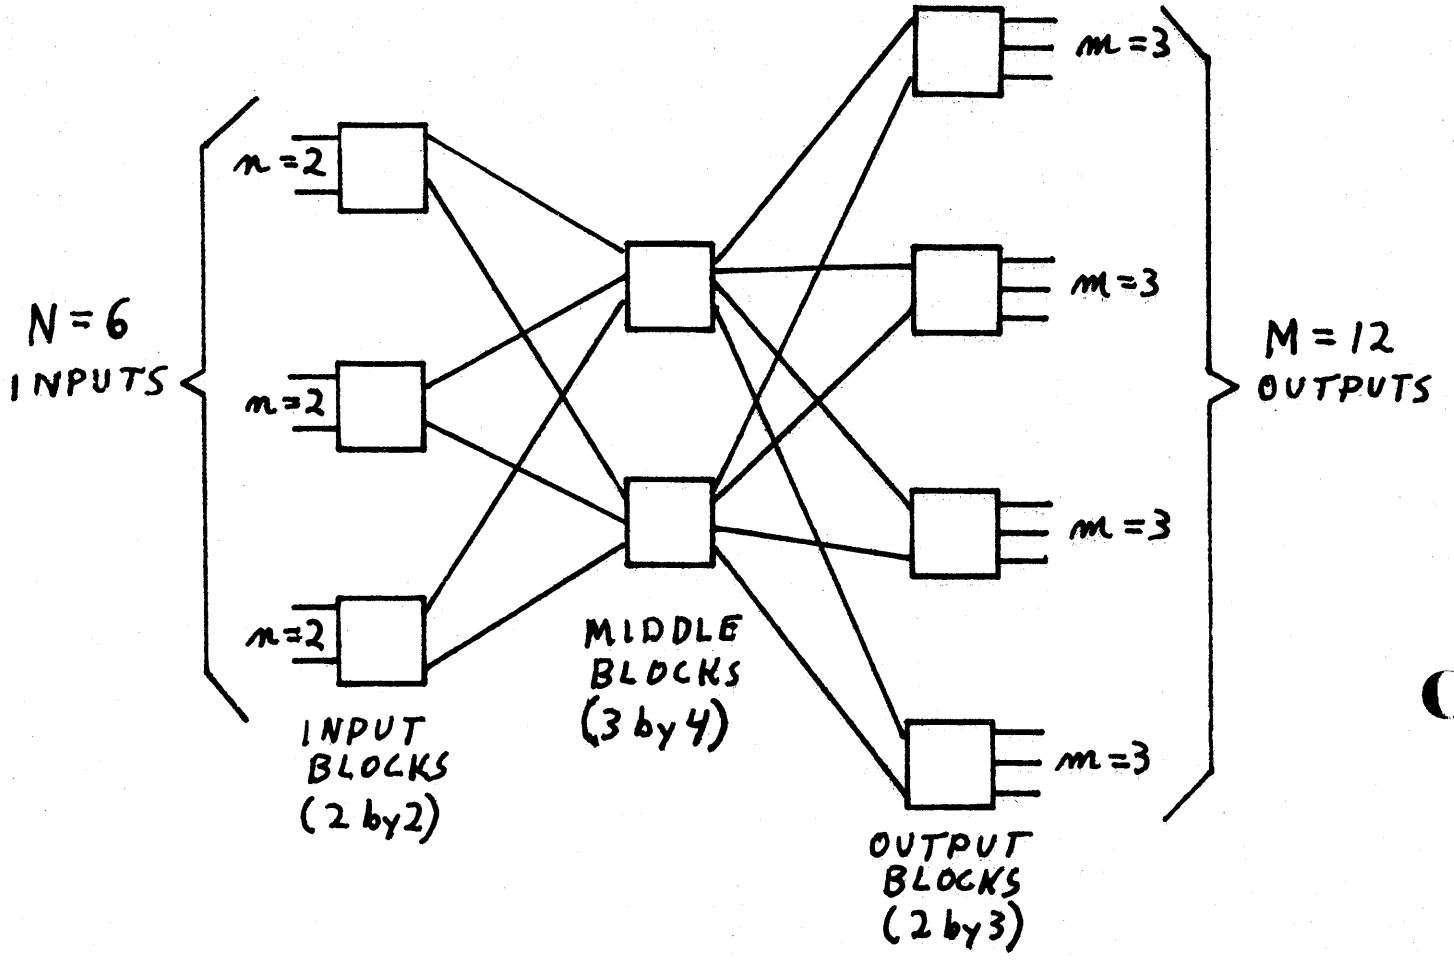 m=3
n=2
m=3
N=6
INPUTS
M=12
OUTPUTS
n=2
m=3
n=2
MIDDLE
BLOCKS
(3 by 4)
INPUT
BLOCKS
(2 by 2)
m=3
OUTPUT
BLOCKS
(2 by 3)